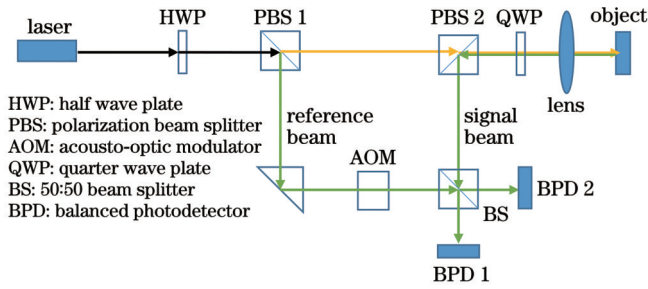 laser
HWP
PBS 1
PBS 2
QWP
object
lens
HWP: half wave plate
PBS: polarization beam splitter
AOM: acousto-optic modulator
QWP: quarter wave plate
BS: 50:50 beam splitter
BPD: balanced photodetector
reference
beam
signal
beam
AOM
BS
BPD 2
BPD 1